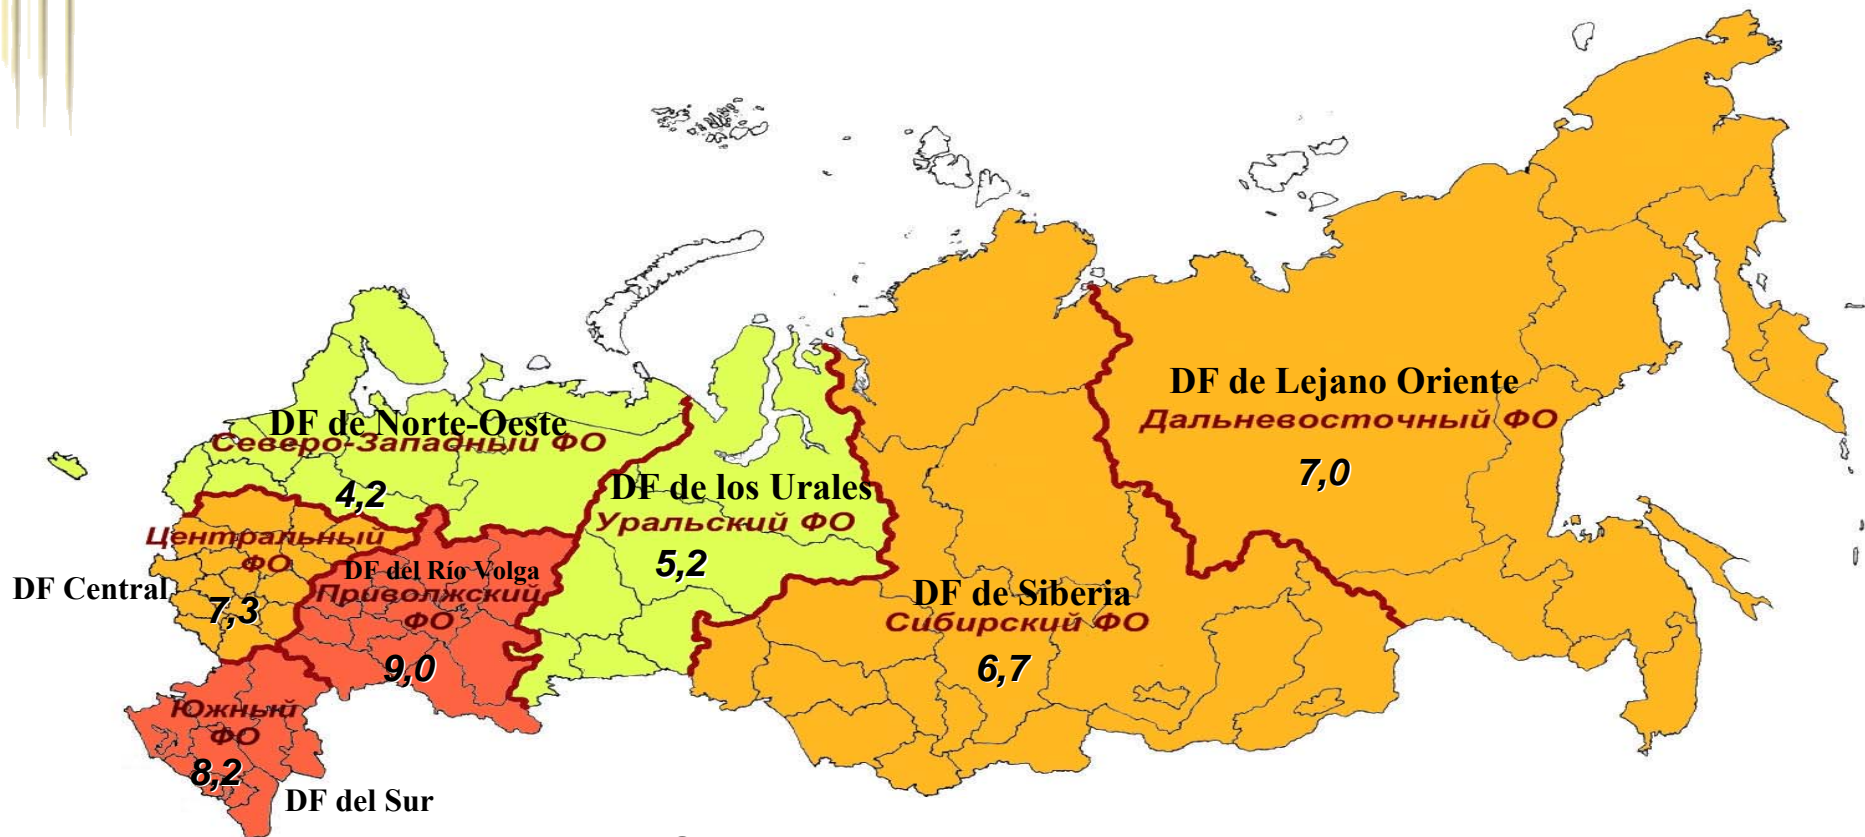 DF de Norte-Oeste
Северо-Западный ФО
4,2
DF de Lejano Oriente
Дальневосточный ФО
7,0
DF de los Urales
Уральский ФО
5,2
Центральный
ФО
DF Central
7,3
DF del Río Volga
Приволжский
ФО
9,0
DF de Siberia
Сибирский ФО
6,7
Южный
ФО
8,2
DF del Sur